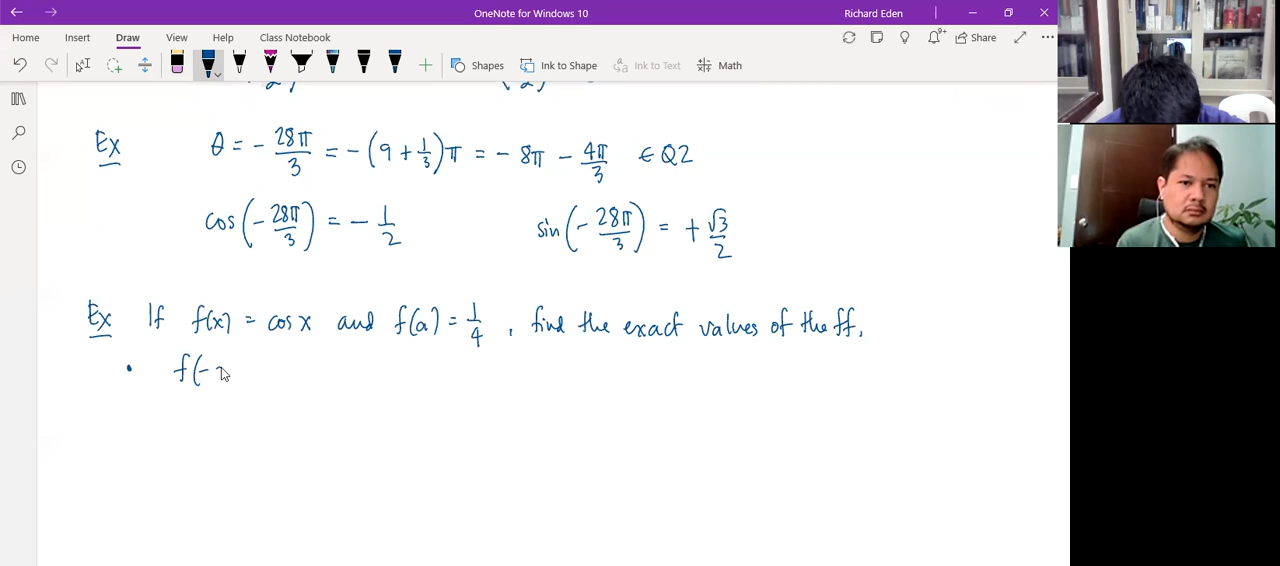 OneNote for Windows 10
Richard Eden
Home Insert Draw View Help Class Notebook
9+ Share
Shapes Ink to Shape Ink to Text Math
Ex θ = - 28π/3 = - (9 + 1/3)π = - 8π - 4π/3 ∈ Q2
cos(- 28π/3) = - 1/2 sin(- 28π/3) = + √3/2
Ex If f(x) = cos x and f(a) = 1/4, find the exact values of the ff.
• f(-